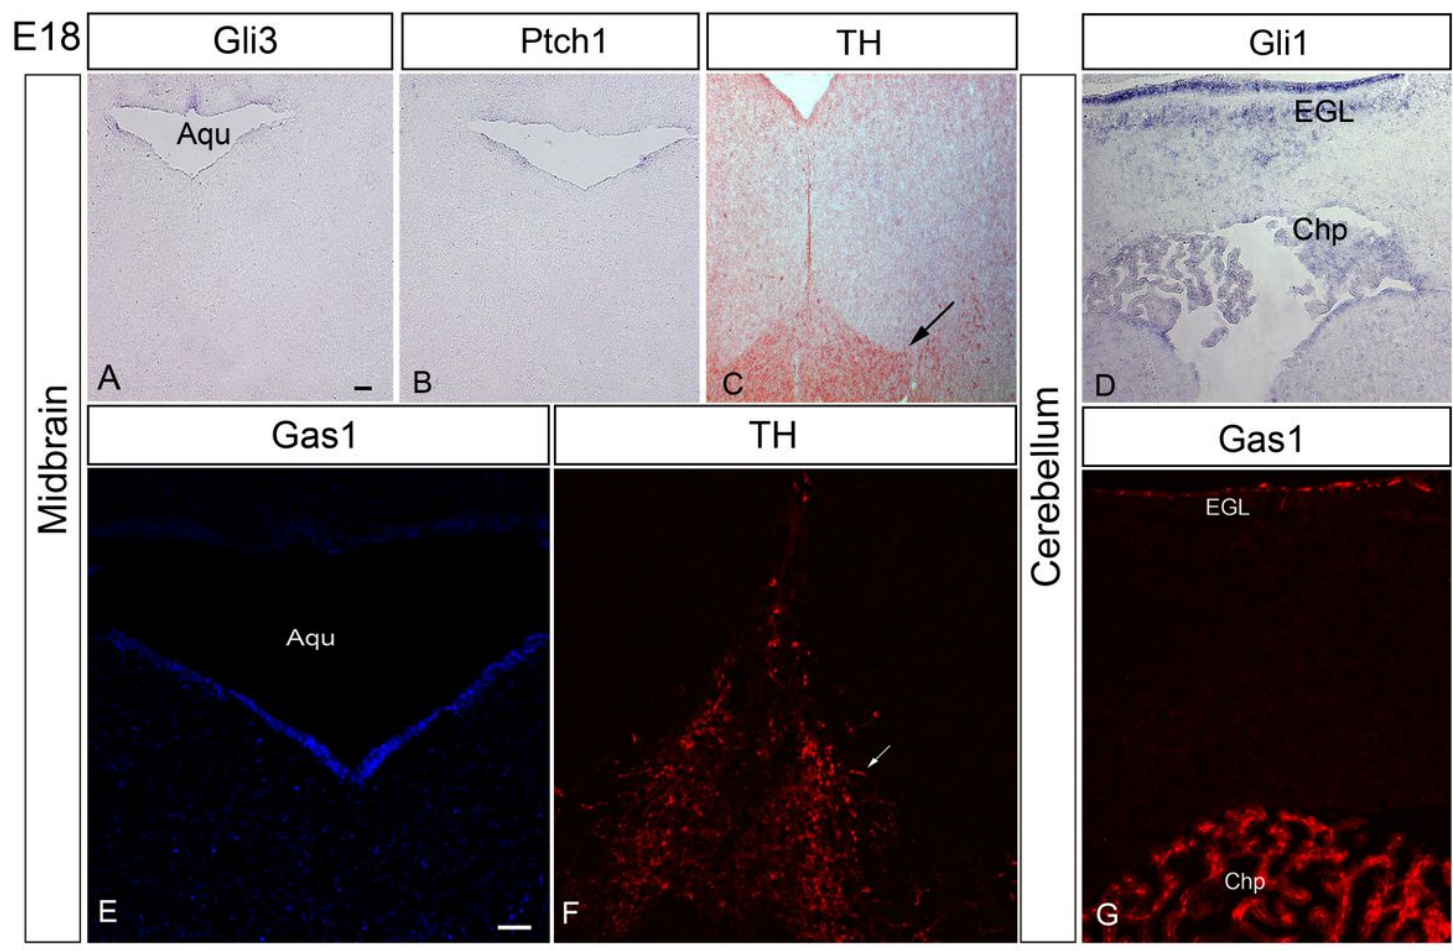 E18
Gli3
Ptch1
TH
Gli1
Midbrain
Aqu
A
B
C
Cerebellum
EGL
Chp
D
Gas1
TH
Gas1
Aqu
E
F
EGL
Chp
G